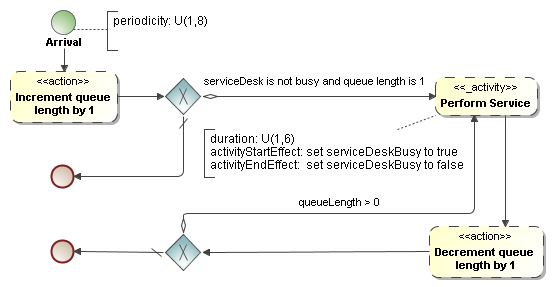 periodicity: U(1,8)
Arrival
<<action>>
Increment queue
length by 1
X
serviceDesk is not busy and queue length is 1
<<_activity>>
Perform Service
duration: U(1,6)
activityStartEffect: set serviceDeskBusy to true
activityEndEffect: set serviceDeskBusy to false
queueLength > 0
X
<<action>>
Decrement queue
length by 1